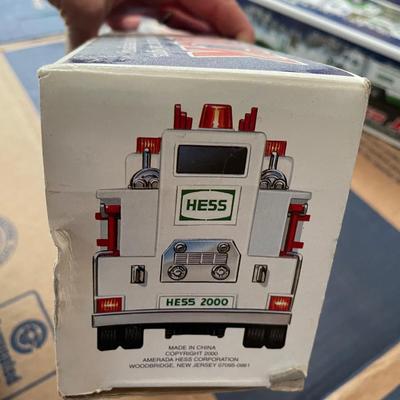 HESS
HESS 2000
MADE IN CHINA
COPYRIGHT 2000
AMERADA HESS CORPORATION
WOODBRIDGE, NEW JERSEY 07095-0961